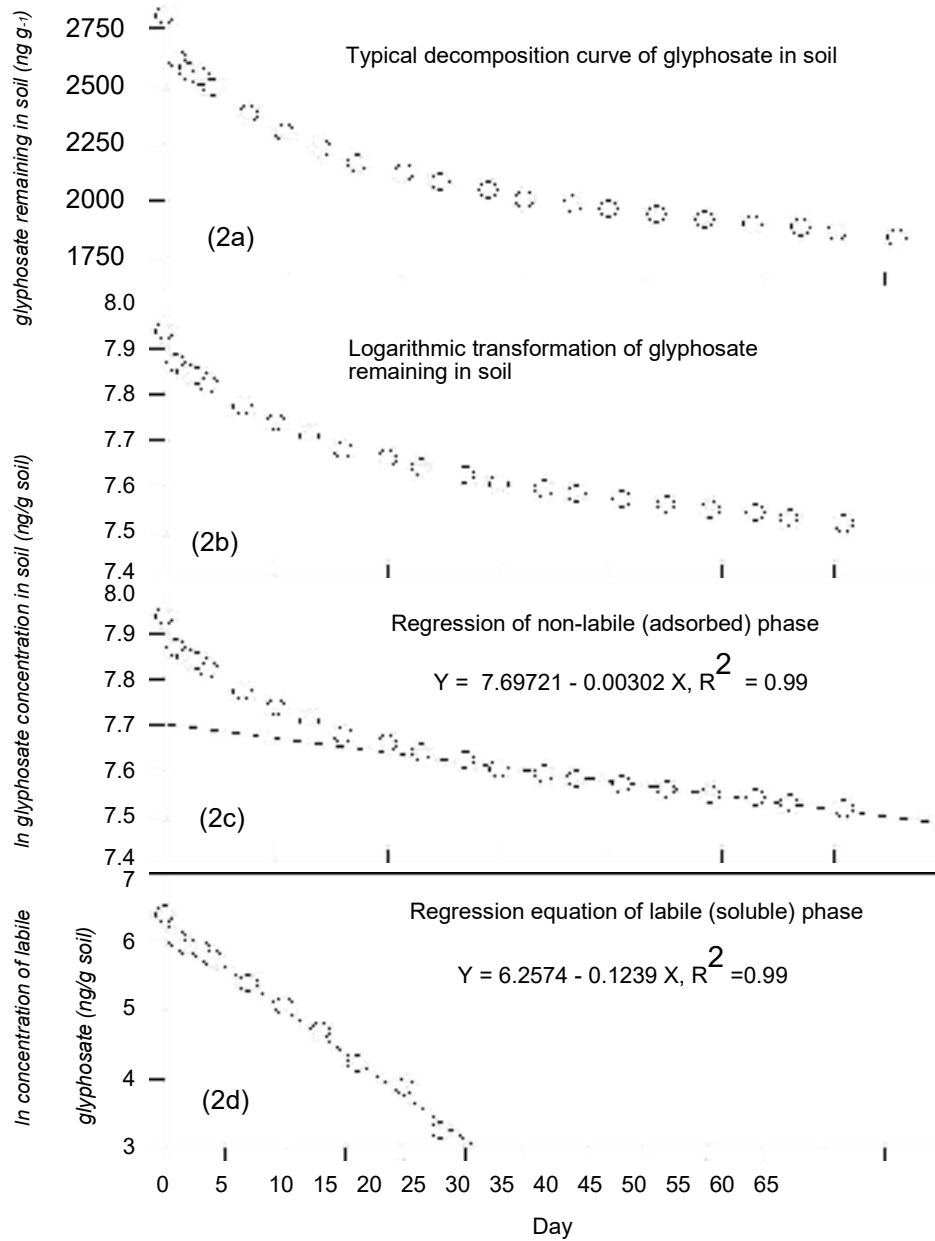 glyphosate remaining in soil (ng g-1)
2750
2500
2250
2000
1750
Typical decomposition curve of glyphosate in soil
(2a)
8.0
7.9
7.8
7.7
7.6
7.5
7.4
Logarithmic transformation of glyphosate
remaining in soil
(2b)
ln glyphosate concentration in soil (ng/g soil)
8.0
7.9
7.8
7.7
7.6
7.5
7.4
Regression of non-labile (adsorbed) phase
Y = 7.69721 - 0.00302 X, R2 = 0.99
(2c)
ln concentration of labile
glyphosate (ng/g soil)
7
6
5
4
3
Regression equation of labile (soluble) phase
Y = 6.2574 - 0.1239 X, R2 =0.99
(2d)
0 5 10 15 20 25 30 35 40 45 50 55 60 65
Day